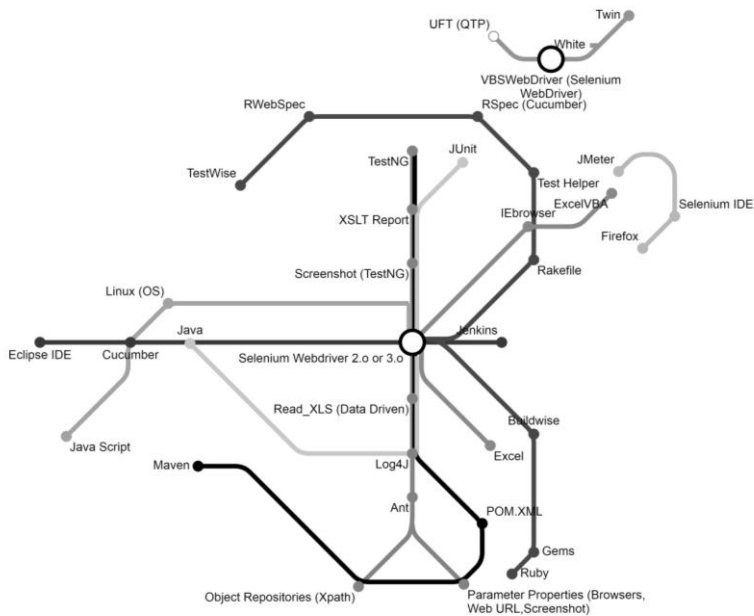 Twin
UFT (QTP)
White
VBSWebDriver (Selenium
WebDriver)
RWebSpec
RSpec (Cucumber)
JUnit
TestNG
JMeter
TestWise
Test Helper
ExcelVBA
Selenium IDE
XSLT Report
IEbrowser
Firefox
Screenshot (TestNG)
Rakefile
Linux (OS)
Java
Jenkins
Eclipse IDE
Cucumber
Selenium Webdriver 2.o or 3.o
Read_XLS (Data Driven)
Buildwise
Java Script
Excel
Maven
Log4J
Ant
POM.XML
Gems
Ruby
Object Repositories (Xpath)
Parameter Properties (Browsers,
Web URL,Screenshot)